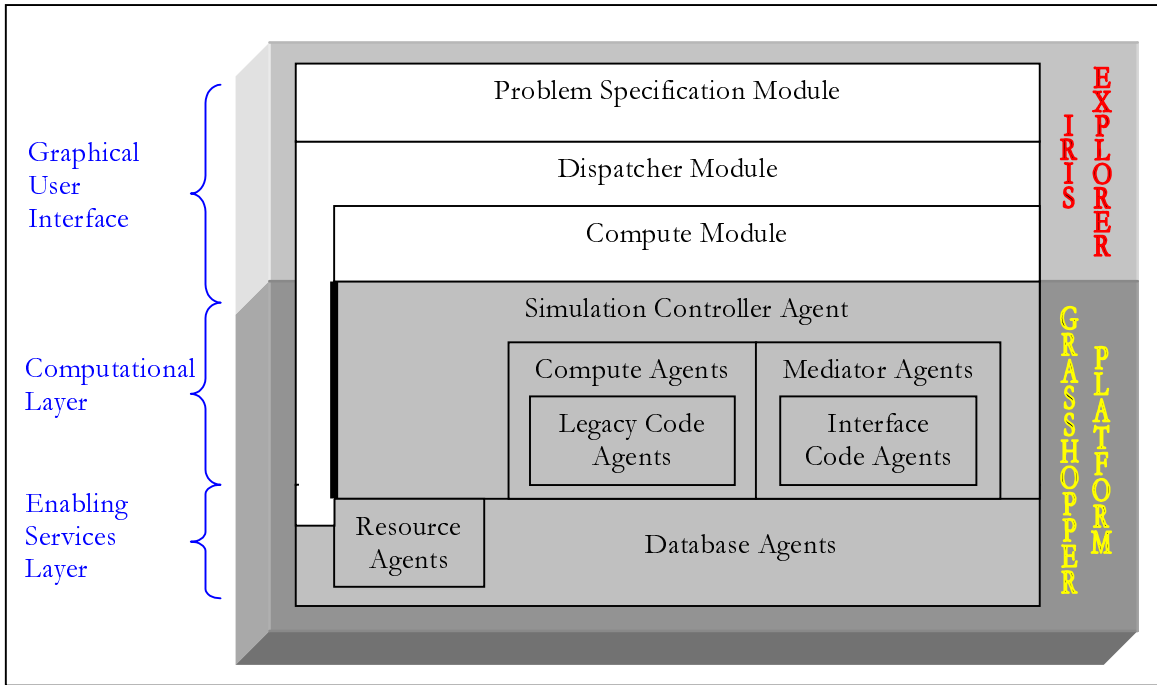 Problem Specification Module
Dispatcher Module
Compute Module
IRIS
EXPLORER
Graphical
User
Interface
Simulation Controller Agent
Compute Agents
Mediator Agents
Legacy Code
Agents
Interface
Code Agents
GRASSHOPPER
PLATFORM
Computational
Layer
Enabling
Services
Layer
Resource
Agents
Database Agents